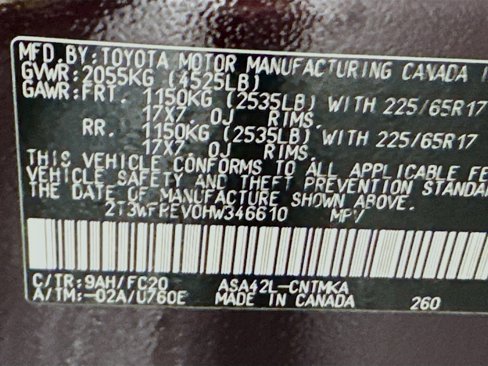 MFD.BY:TOYOTA MOTOR MANUFACTURING CANADA
GVWR:2055KG (4525LB)
GAWR:FRT. 1150KG (2535LB) WITH 225/65R17
17X7.0J RIMS.
RR. 1150KG (2535LB) WITH 225/65R17
17X7.0J RIMS.
THIS VEHICLE CONFORMS TO ALL APPLICABLE FE
VEHICLE SAFETY AND THEFT PREVENTION STANDA
THE DATE OF MANUFACTURE SHOWN ABOVE.
2T3WFREV0HW346610 MPV
C/TR:9AH/FC20 ASA42L-CNTMKA
A/TM:-02A/U760E MADE IN CANADA 260